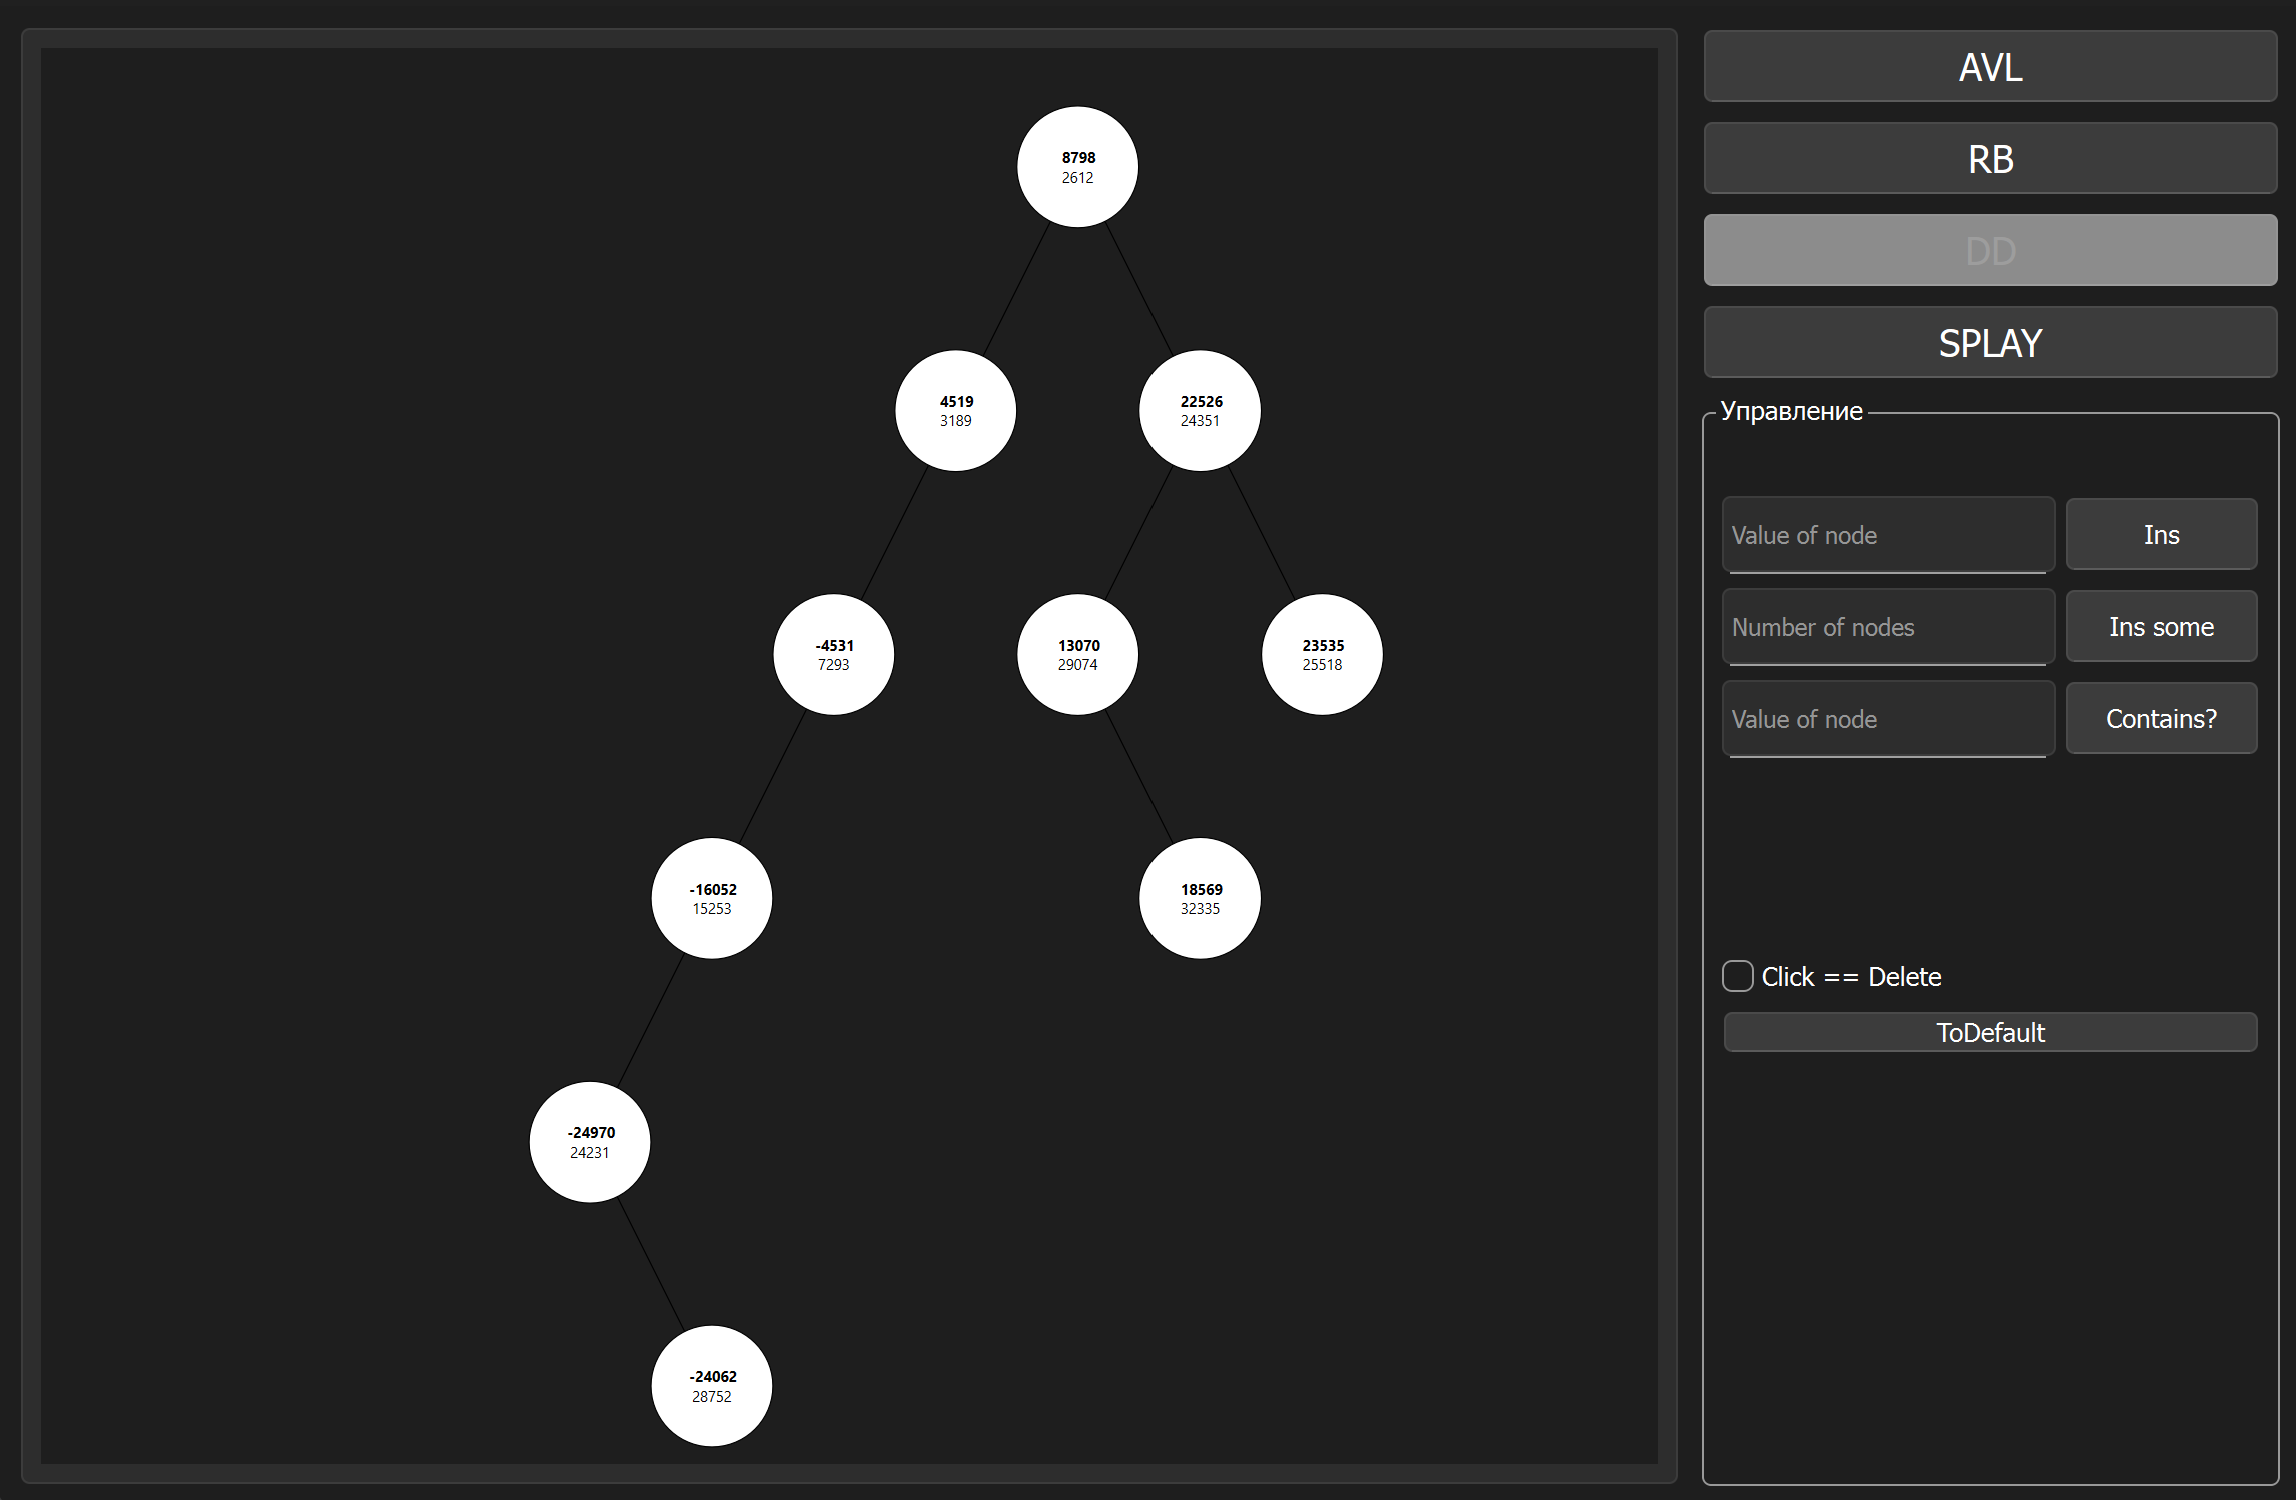 8798
2612
4519
3189
22526
24351
-4531
7293
13070
29074
23535
25518
-16052
15253
18569
32335
-24970
24231
-24062
28752
AVL
RB
DD
SPLAY
Управление
Value of node
Ins
Number of nodes
Ins some
Value of node
Contains?
Click == Delete
ToDefault